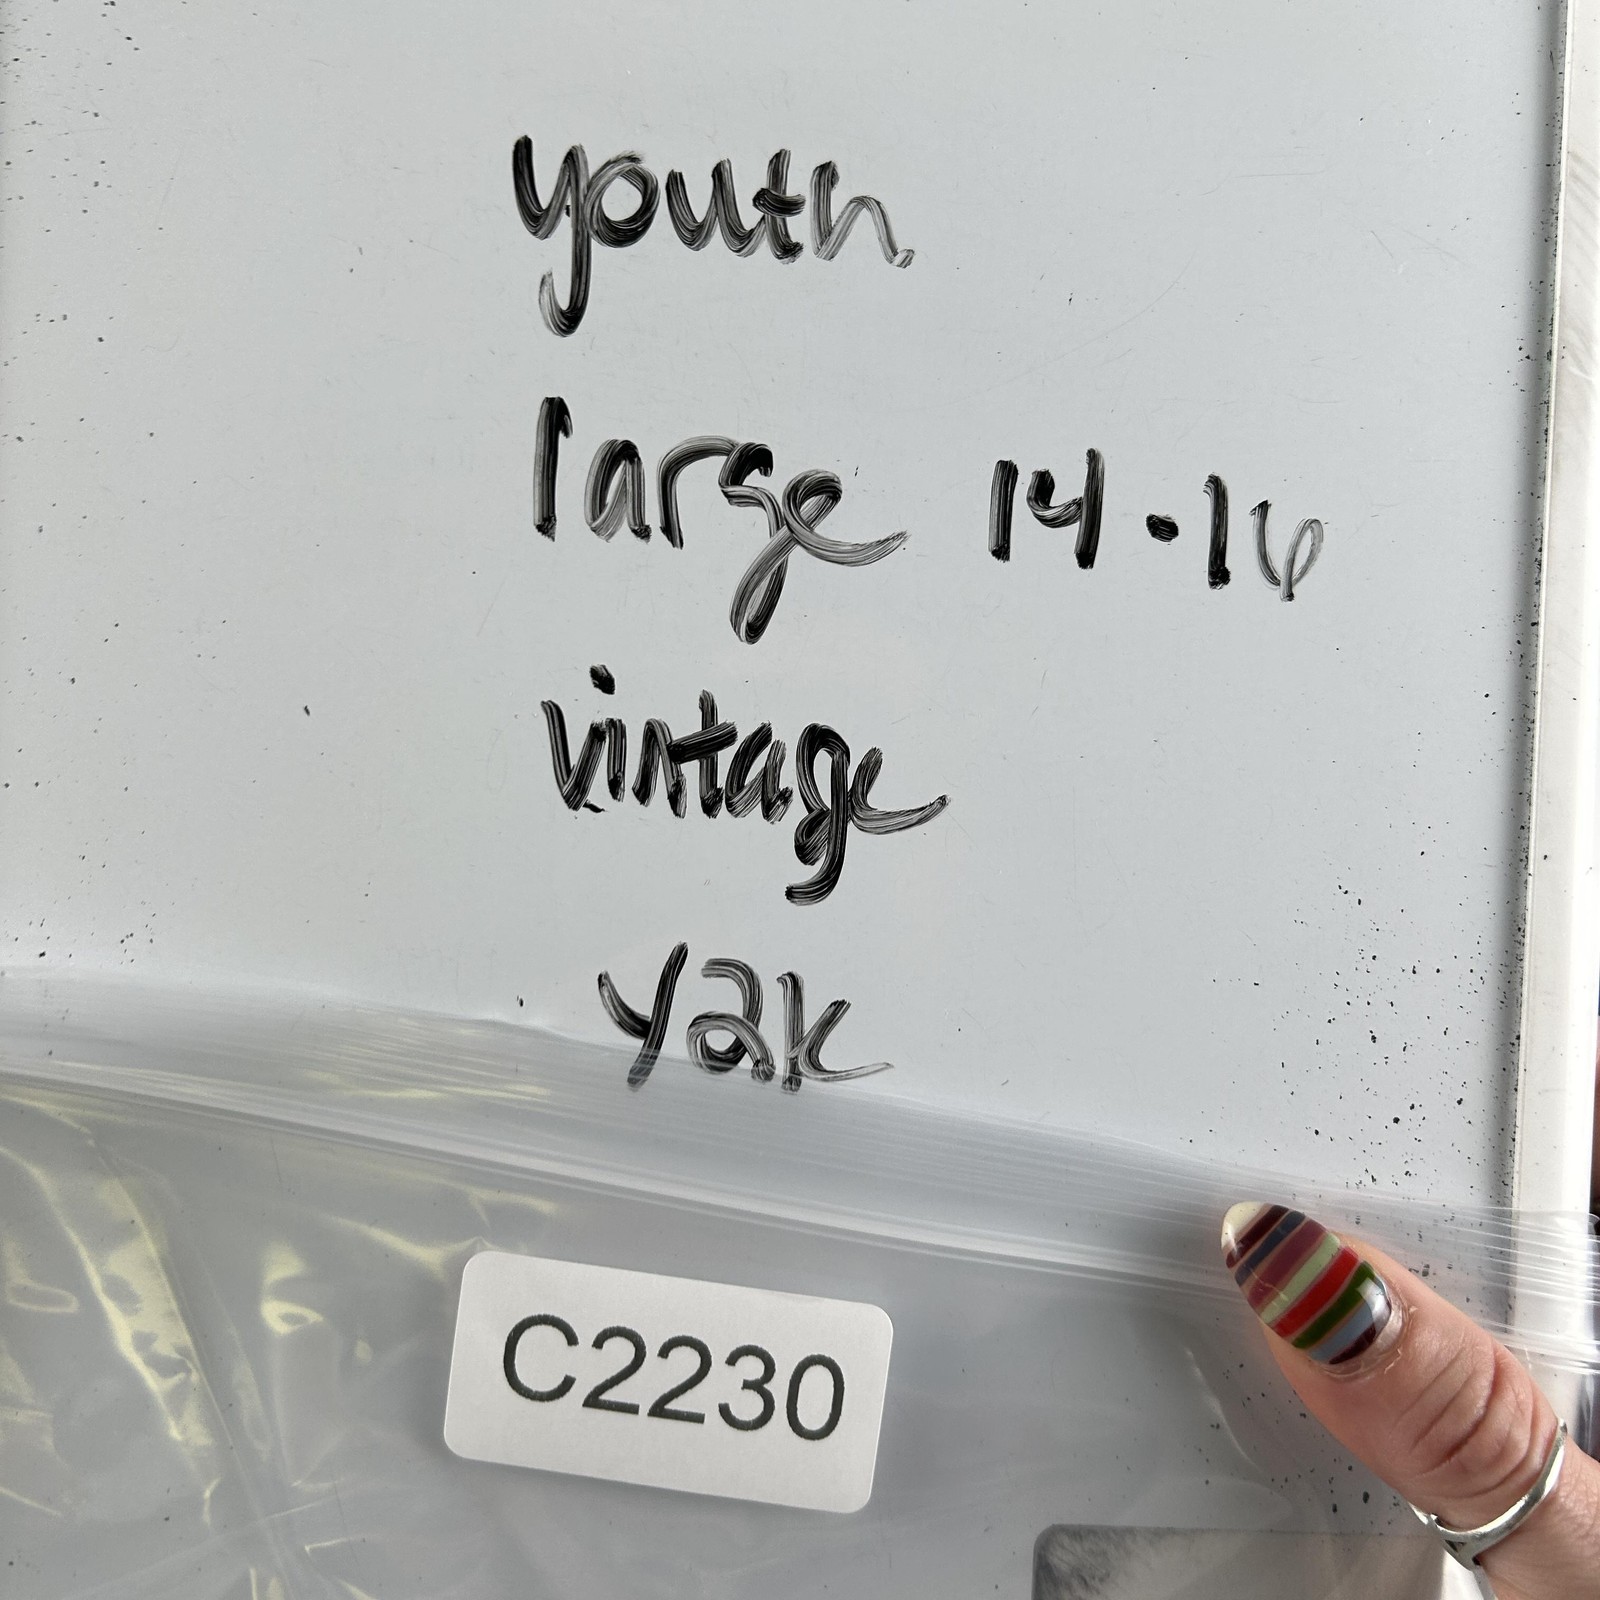 youth
large 14-16
vintage
y2k
C2230